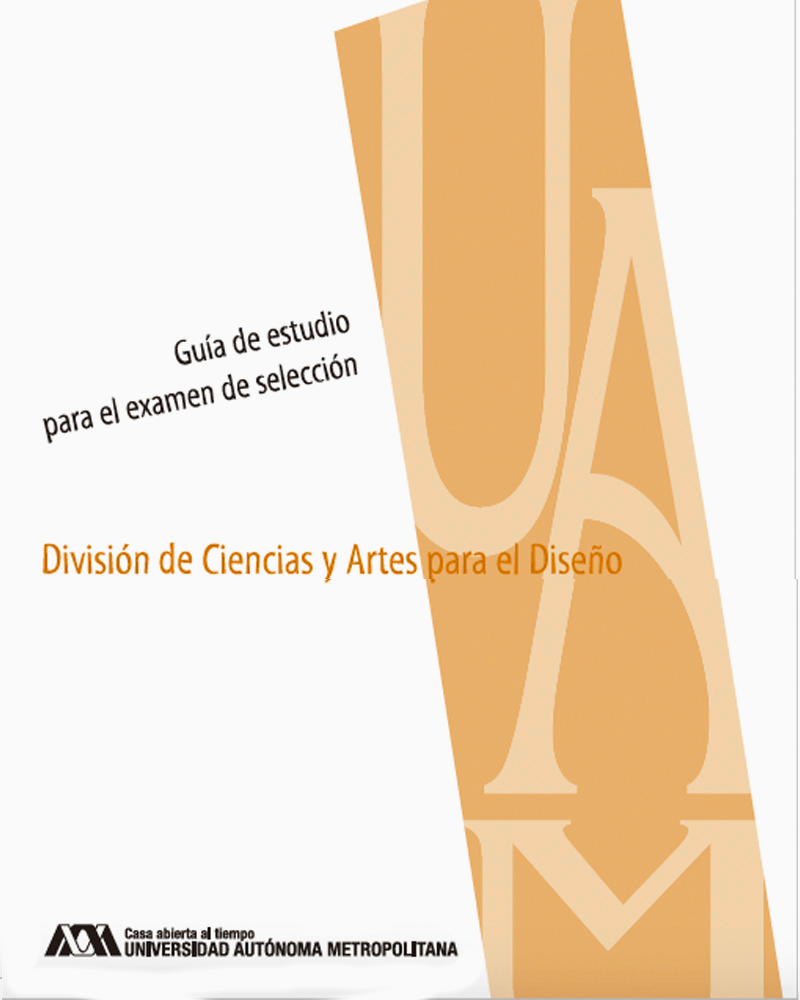 UAM
Guía de estudio
para el examen de selección
División de Ciencias y Artes para el Diseño
Casa abierta al tiempo
UNIVERSIDAD AUTÓNOMA METROPOLITANA